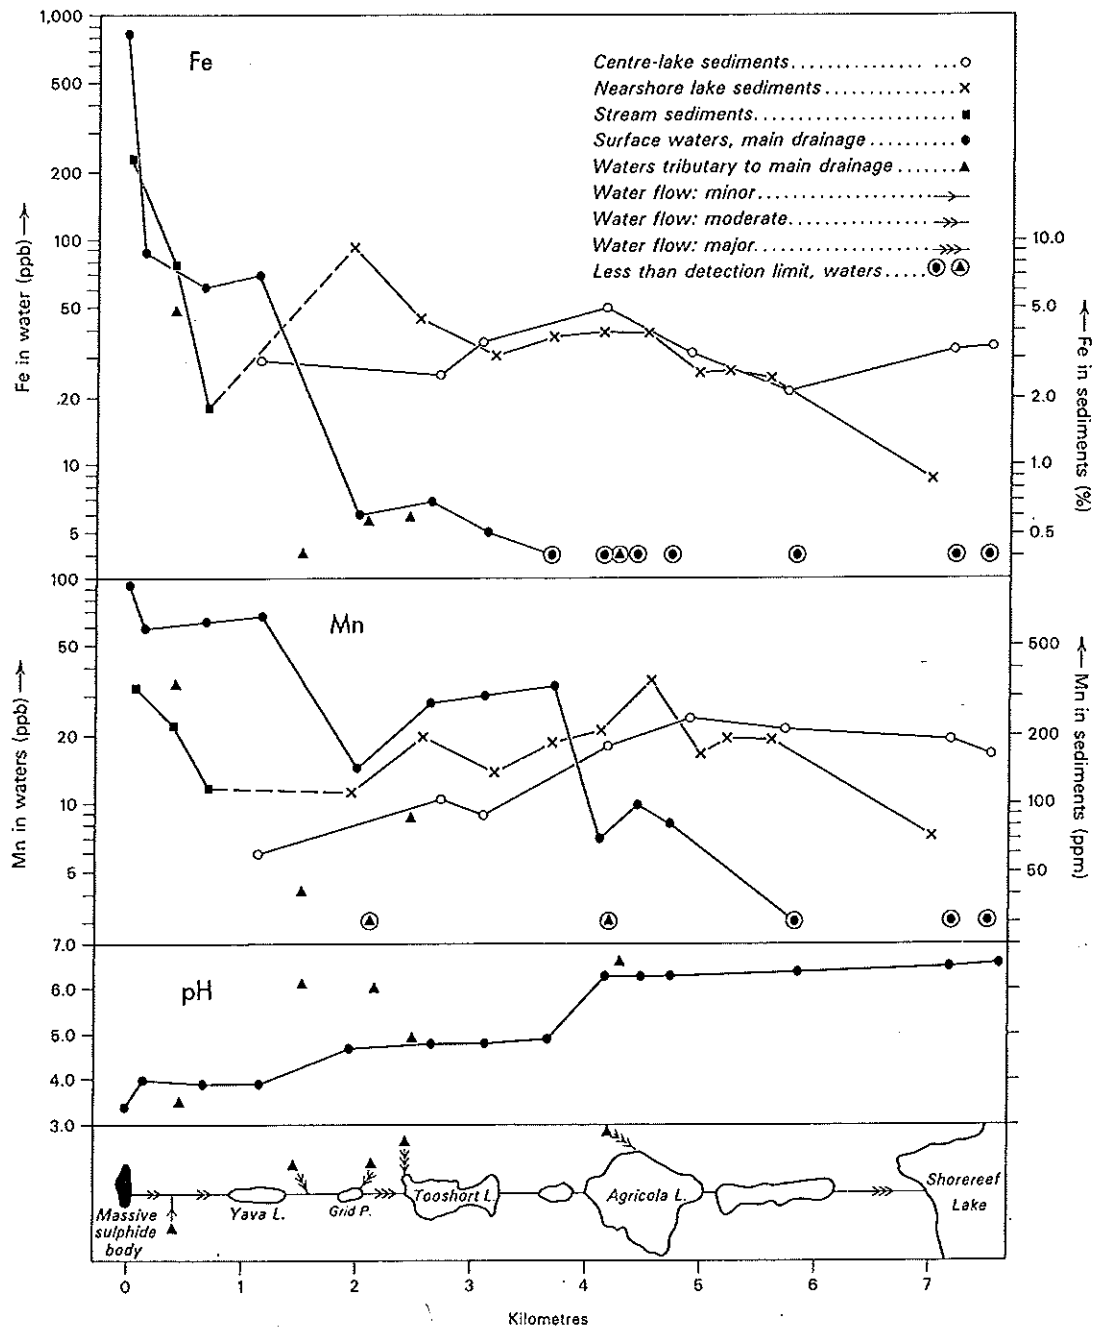 1,000
500
200
100
50
20
10
5
Fe in water (ppb)
Fe
Centre-lake sediments
Nearshore lake sediments
Stream sediments
Surface waters, main drainage
Waters tributary to main drainage
Water flow: minor
Water flow: moderate
Water flow: major
Less than detection limit, waters
10.0
5.0
2.0
1.0
0.5
Fe in
sediments (%)
100
50
20
10
5
Mn in waters (ppb)
Mn
500
200
100
50
Mn in
sediments (ppm)
7.0
6.0
5.0
4.0
3.0
pH
Massive
sulphide
body
Yava L.
Grid P.
Tooshort L.
Agricola L.
Shorereef
Lake
0 1 2 3 4 5 6 7
Kilometres